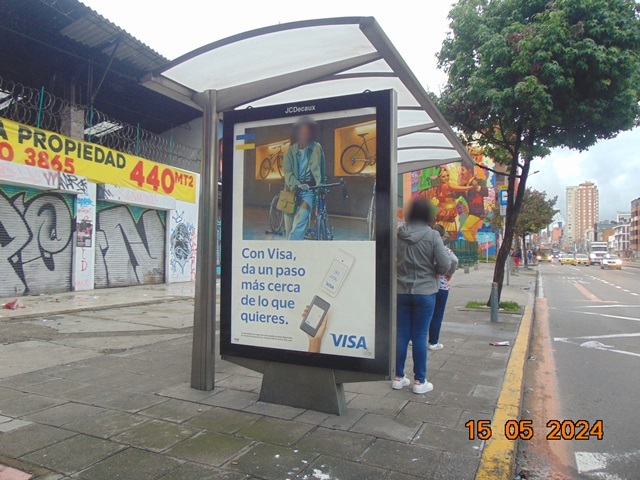 JCDecaux
A PROPIEDAD
0 3865
440 MT2
Con Visa,
da un paso
más cerca
de lo que
quieres.
VISA
15 05 2024